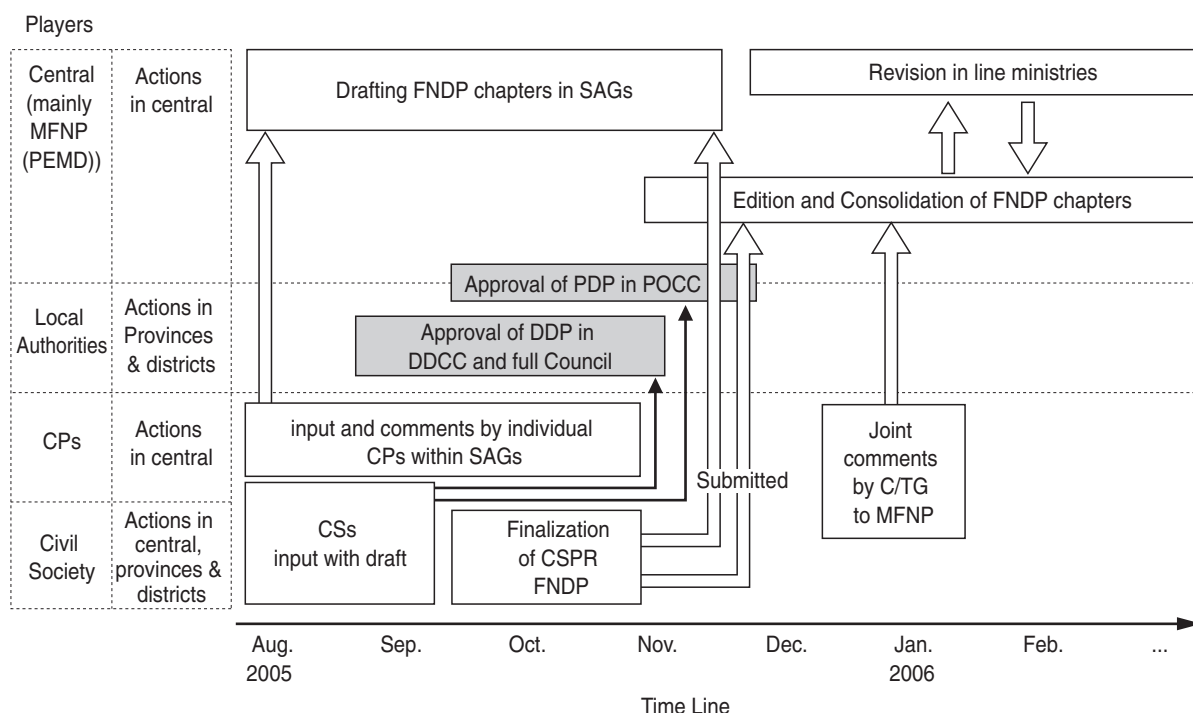 Players
Central
(mainly
MFNP
(PEMD))
Actions
in central
Drafting FNDP chapters in SAGs
Revision in line ministries
Edition and Consolidation of FNDP chapters
Approval of PDP in POCC
Local
Authorities
Actions in
Provinces
& districts
Approval of DDP in
DDCC and full Council
CPs
Actions
in central
input and comments by individual
CPs within SAGs
Joint
comments
by C/TG
to MFNP
Submitted
Civil
Society
Actions in
central,
provinces &
districts
CSs
input with draft
Finalization
of CSPR
FNDP
Aug.
2005
Sep.
Oct.
Nov.
Dec.
Jan.
2006
Feb.
...
Time Line